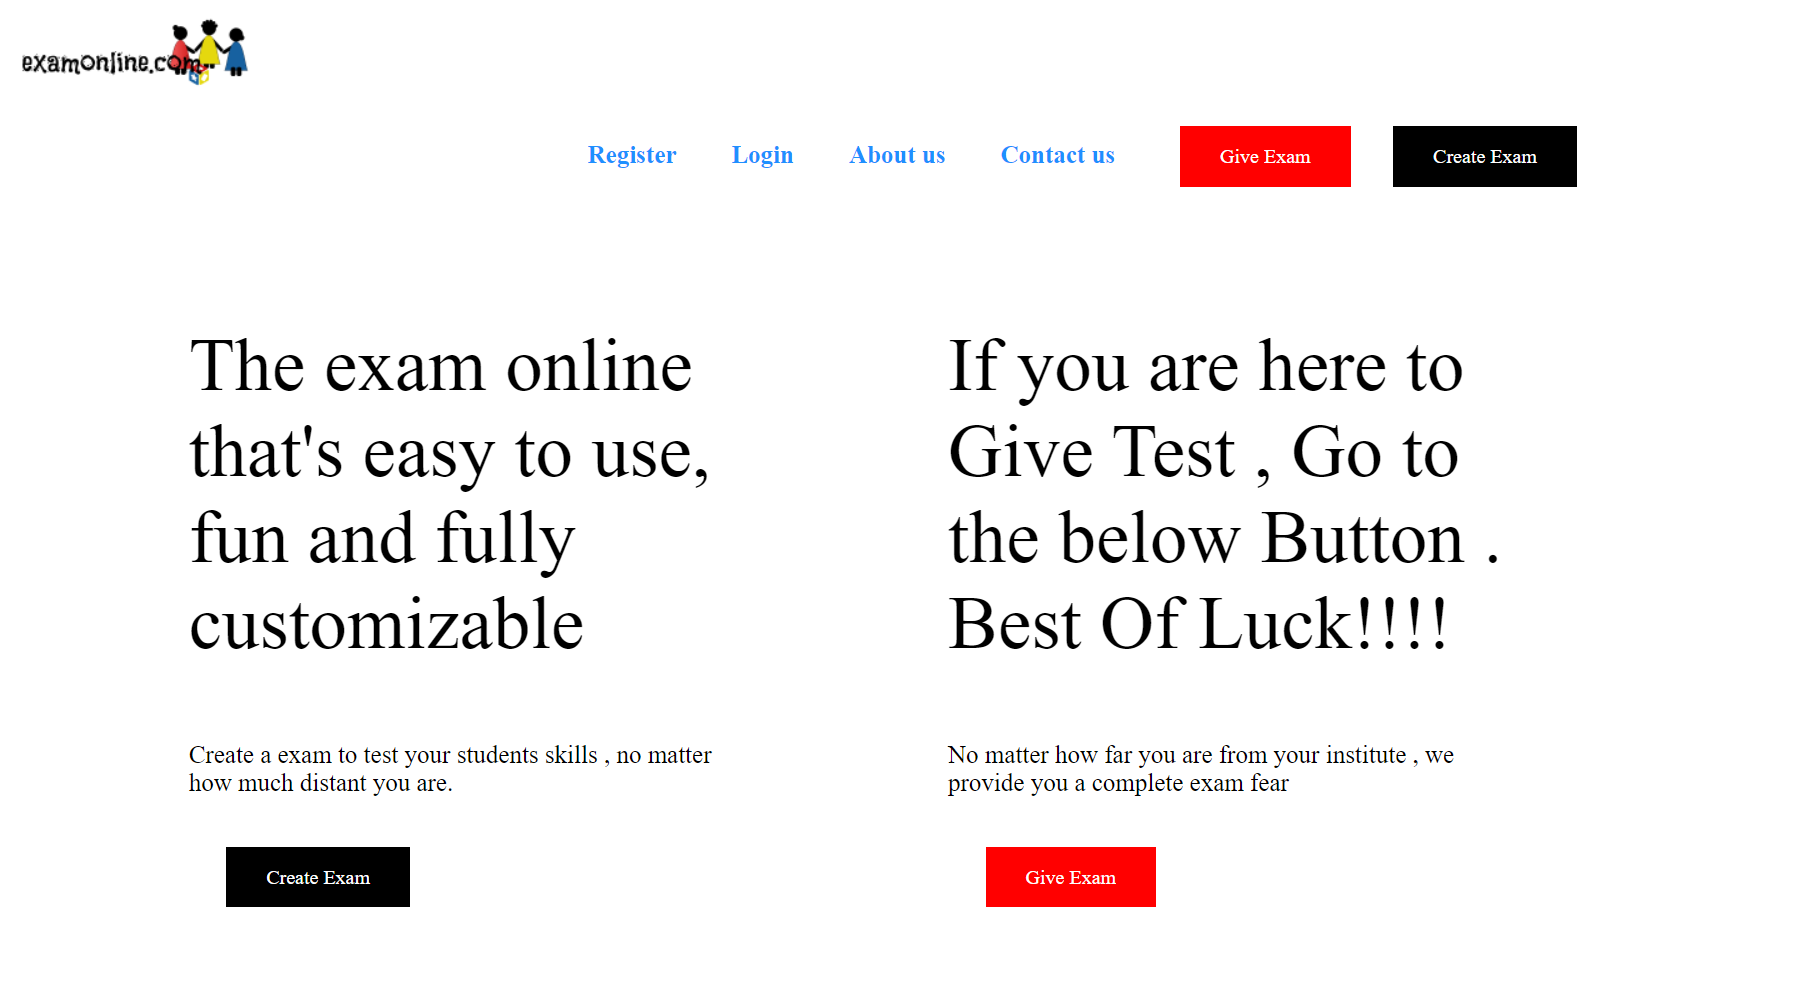 examonline.com
Register Login About us Contact us Give Exam Create Exam
The exam online
that's easy to use,
fun and fully
customizable
Create a exam to test your students skills , no matter
how much distant you are.
Create Exam
If you are here to
Give Test , Go to
the below Button .
Best Of Luck!!!!
No matter how far you are from your institute , we
provide you a complete exam fear
Give Exam